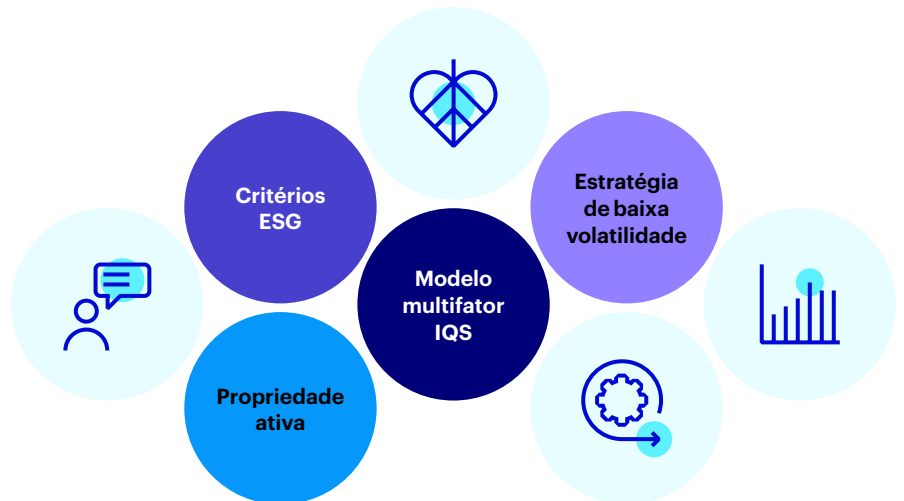 Critérios
ESG
Estratégia
de baixa
volatilidade
Modelo
multifator
IQS
Propriedade
ativa